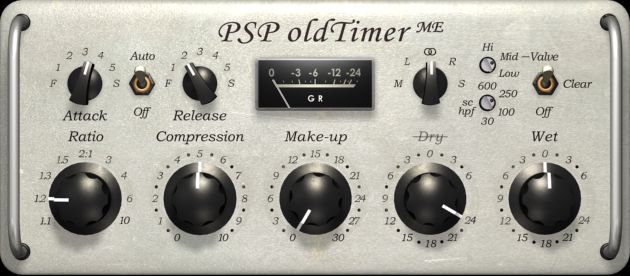 PSP oldTimer ME
F 1 2 3 4 5 S
Attack
Auto
Off
F 1 2 3 4 5 S
Release
0 -3 -6 -12 -24
GR
M L R S
Hi
Mid
Low
600
250
100
30
sc
hpf
Valve
Clear
Off
Ratio
1.1 1.2 1.3 1.5 2:1 3 4 6 10
Compression
0 1 2 3 4 5 6 7 8 9 10
Make-up
0 3 6 9 12 15 18 21 24 27 30
Dry
24 21 18 15 12 9 6 3 0 3 6
Wet
24 21 18 15 12 9 6 3 0 3 6